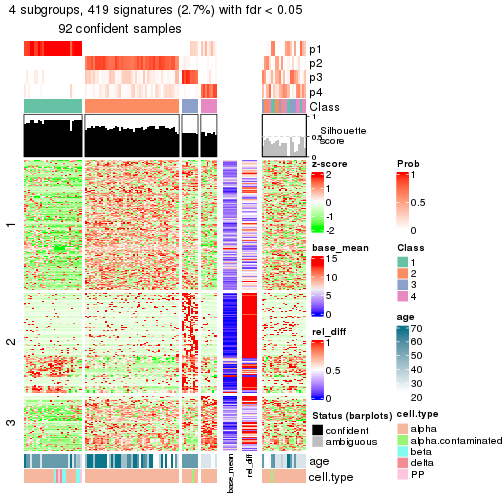 4 subgroups, 419 signatures (2.7%) with fdr < 0.05
92 confident samples
p1
p2
p3
p4
Class
1
0.5
0
Silhouette
score
1
2
3
age
cell.type
base_mean
rel_diff
z-score
2
1
0
-1
-2
base_mean
15
10
5
0
rel_diff
1
0.5
0
Status (barplots)
confident
ambiguous
Prob
1
0.5
0
Class
1
2
3
4
age
70
60
50
40
30
20
cell.type
alpha
alpha.contaminated
beta
delta
PP